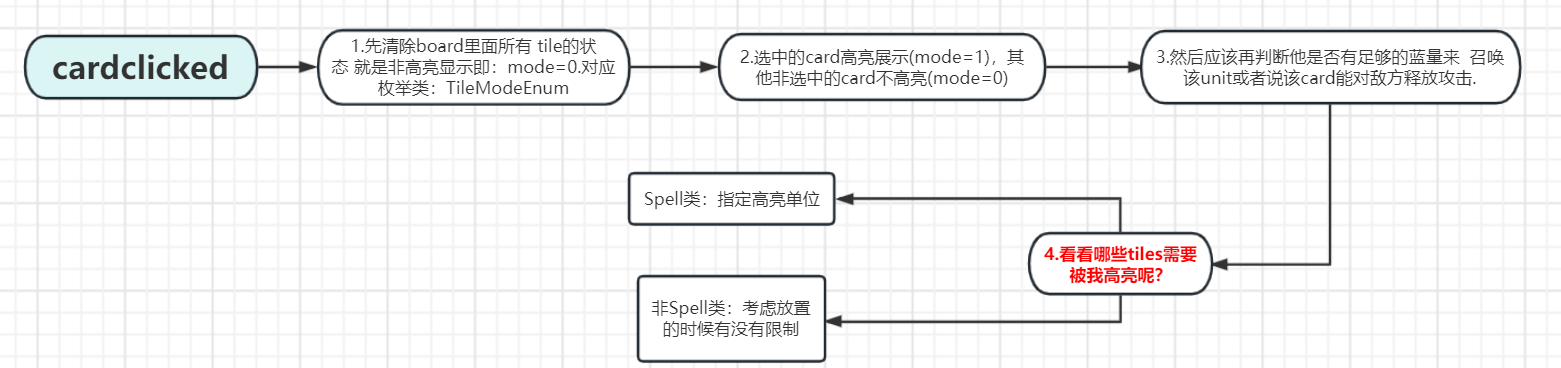 cardclicked
1.先清除board里面所有 tile的状
态 就是非高亮显示即：mode=0.对应
枚举类：TileModeEnum
2.选中的card高亮展示(mode=1)，其
他非选中的card不高亮(mode=0)
3.然后应该再判断他是否有足够的蓝量来 召唤
该unit或者说该card能对敌方释放攻击.
Spell类：指定高亮单位
4.看看哪些tiles需要
被我高亮呢？
非Spell类：考虑放置
的时候有没有限制